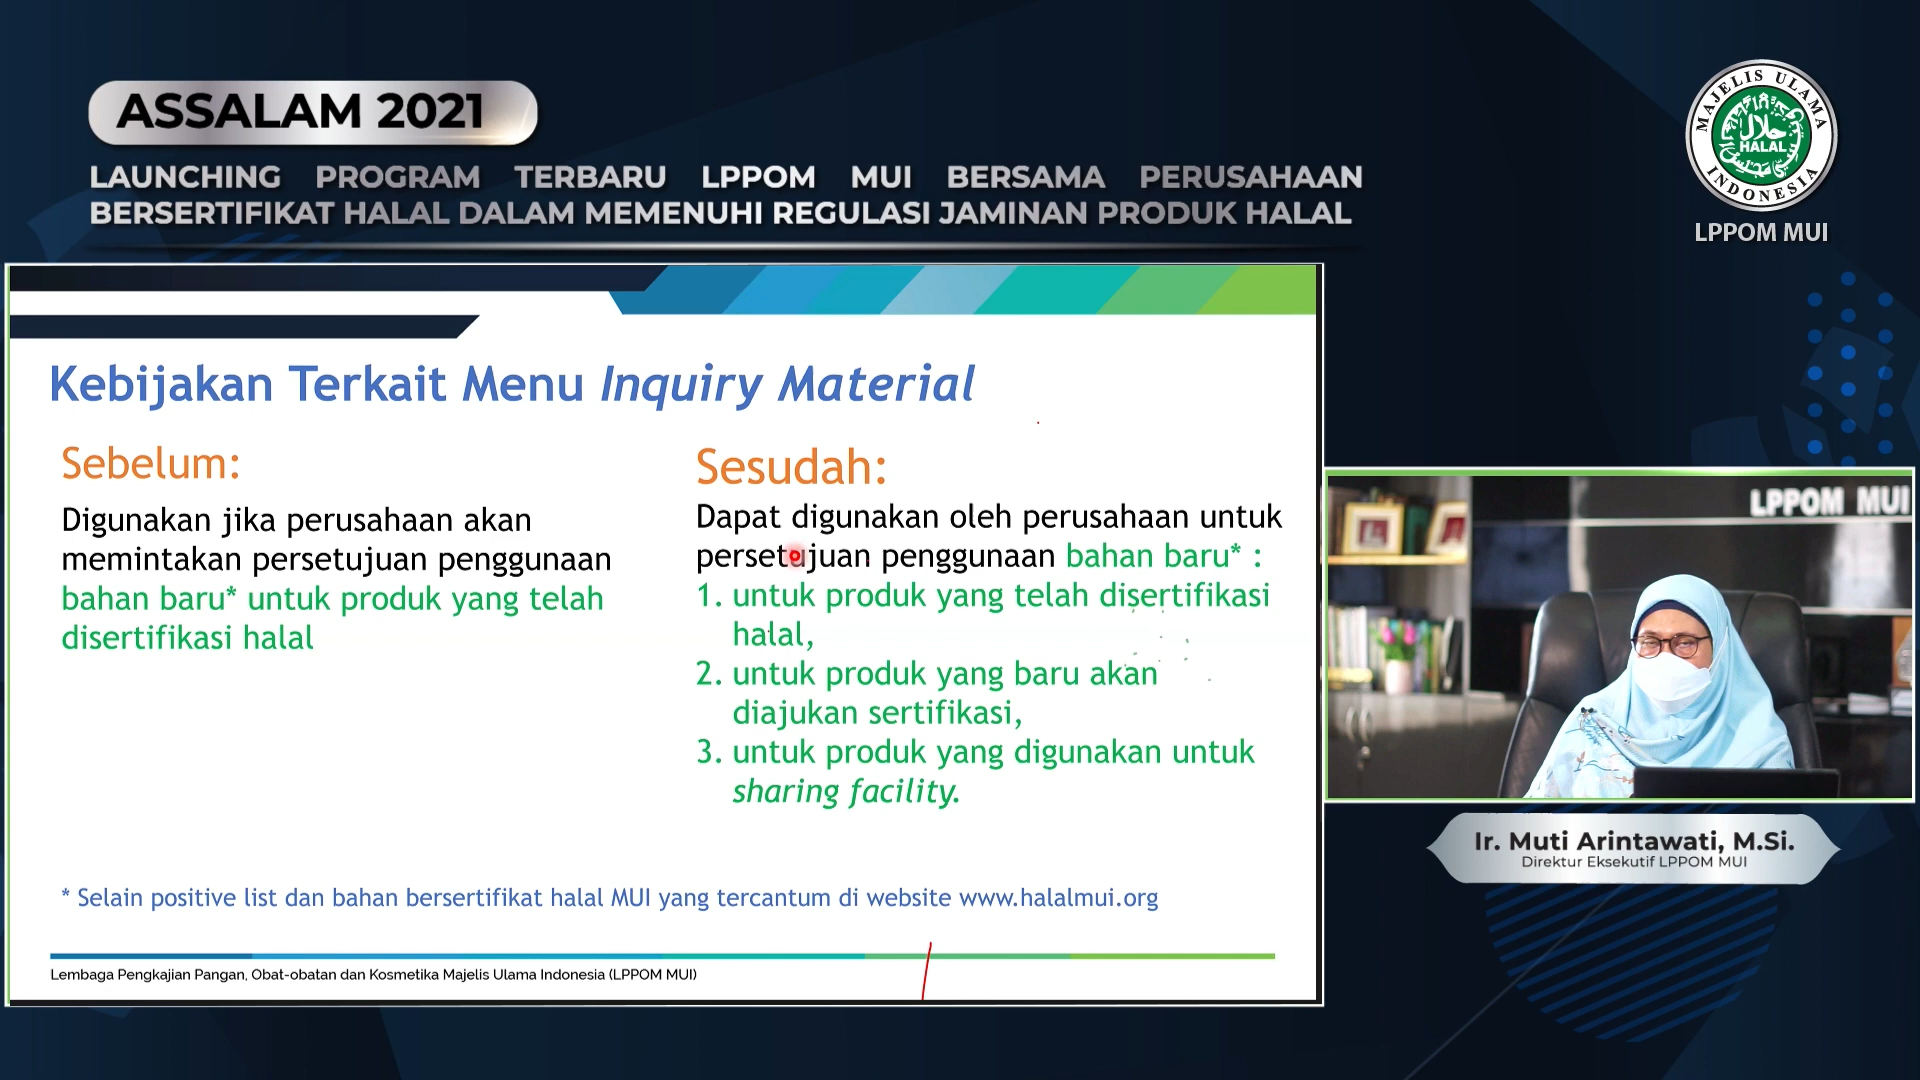 ASSALAM 2021
LAUNCHING PROGRAM TERBARU LPPOM MUI BERSAMA PERUSAHAAN
BERSERTIFIKAT HALAL DALAM MEMENUHI REGULASI JAMINAN PRODUK HALAL
MAJELIS ULAMA
حلال
HALAL
INDONESIA
LPPOM MUI
Kebijakan Terkait Menu Inquiry Material
Sebelum:
Digunakan jika perusahaan akan
memintakan persetujuan penggunaan
bahan baru* untuk produk yang telah
disertifikasi halal
Sesudah:
Dapat digunakan oleh perusahaan untuk
persetujuan penggunaan bahan baru* :
1. untuk produk yang telah disertifikasi
halal,
2. untuk produk yang baru akan
diajukan sertifikasi,
3. untuk produk yang digunakan untuk
sharing facility.
* Selain positive list dan bahan bersertifikat halal MUI yang tercantum di website www.halalmui.org
Lembaga Pengkajian Pangan, Obat-obatan dan Kosmetika Majelis Ulama Indonesia (LPPOM MUI)
LPPOM MUI
Ir. Muti Arintawati, M.Si.
Direktur Eksekutif LPPOM MUI